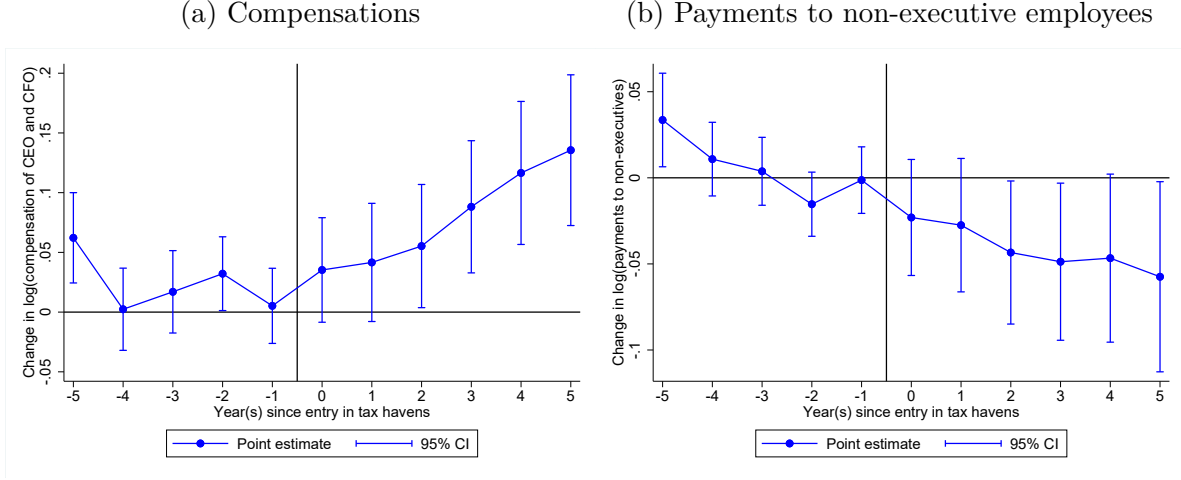 (a) Compensations
(b) Payments to non-executive employees
Change in log(compensation of CEO and CFO)
.2
.15
.1
.05
0
-.05
-5 -4 -3 -2 -1 0 1 2 3 4 5
Year(s) since entry in tax havens
Point estimate 95% CI
Change in log(payments to non-executives)
.05
0
-.05
-.1
-5 -4 -3 -2 -1 0 1 2 3 4 5
Year(s) since entry in tax havens
Point estimate 95% CI